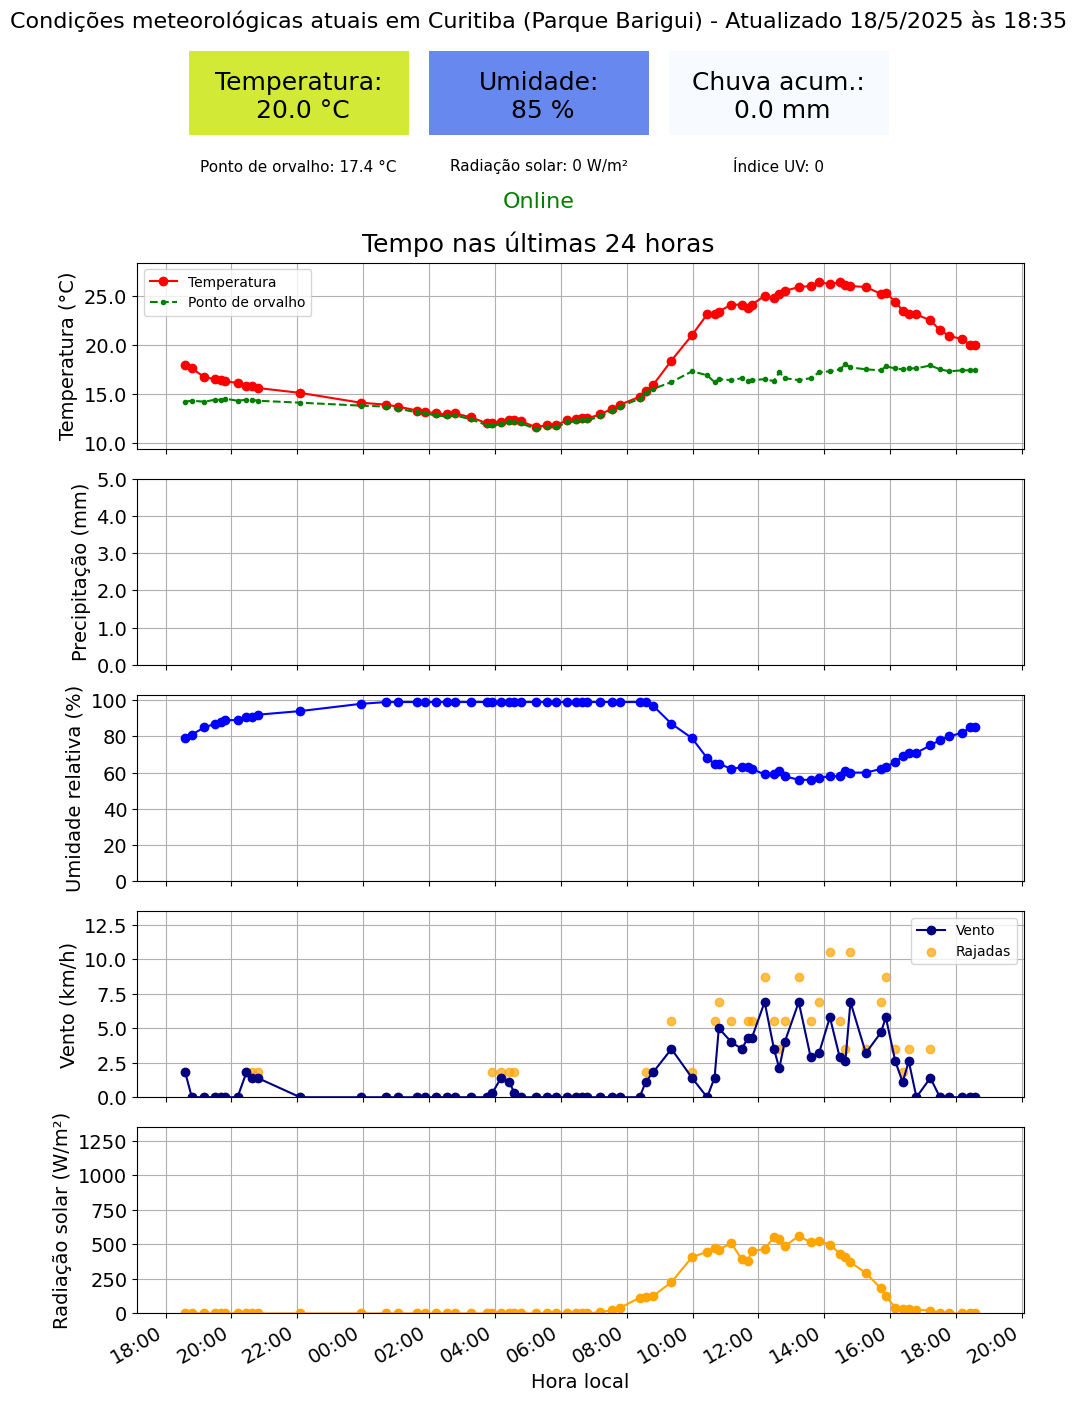 Condições meteorológicas atuais em Curitiba (Parque Barigui) - Atualizado 18/5/2025 às 18:35
Temperatura:
20.0 °C
Umidade:
85 %
Chuva acum.:
0.0 mm
Ponto de orvalho: 17.4 °C
Radiação solar: 0 W/m²
Índice UV: 0
Online
Tempo nas últimas 24 horas
Temperatura (°C)
25.0
20.0
15.0
10.0
Temperatura
Ponto de orvalho
Precipitação (mm)
5.0
4.0
3.0
2.0
1.0
0.0
Umidade relativa (%)
100
80
60
40
20
0
Vento (km/h)
12.5
10.0
7.5
5.0
2.5
0.0
Vento
Rajadas
Radiação solar (W/m²)
1250
1000
750
500
250
0
18:00
20:00
22:00
00:00
02:00
04:00
06:00
08:00
10:00
12:00
14:00
16:00
18:00
20:00
Hora local